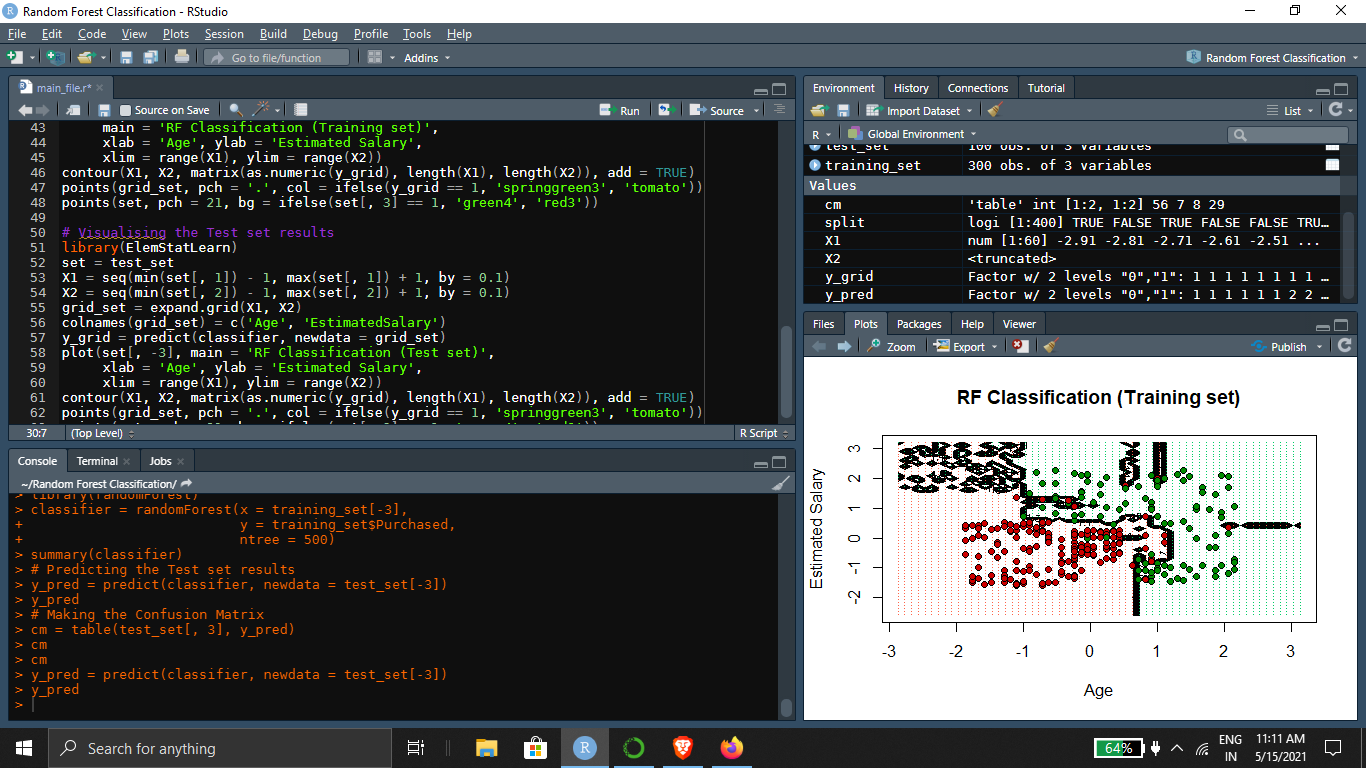 Random Forest Classification - RStudio
File Edit Code View Plots Session Build Debug Profile Tools Help
Go to file/function Addins Random Forest Classification
main_file.r*
Source on Save Run Source
43 main = 'RF Classification (Training set)',
44 xlab = 'Age', ylab = 'Estimated Salary',
45 xlim = range(X1), ylim = range(X2))
46 contour(X1, X2, matrix(as.numeric(y_grid), length(X1), length(X2)), add = TRUE)
47 points(grid_set, pch = '.', col = ifelse(y_grid == 1, 'springgreen3', 'tomato'))
48 points(set, pch = 21, bg = ifelse(set[, 3] == 1, 'green4', 'red3'))
49
50 # Visualising the Test set results
51 library(ElemStatLearn)
52 set = test_set
53 X1 = seq(min(set[, 1]) - 1, max(set[, 1]) + 1, by = 0.1)
54 X2 = seq(min(set[, 2]) - 1, max(set[, 2]) + 1, by = 0.1)
55 grid_set = expand.grid(X1, X2)
56 colnames(grid_set) = c('Age', 'EstimatedSalary')
57 y_grid = predict(classifier, newdata = grid_set)
58 plot(set[, -3], main = 'RF Classification (Test set)',
59 xlab = 'Age', ylab = 'Estimated Salary',
60 xlim = range(X1), ylim = range(X2))
61 contour(X1, X2, matrix(as.numeric(y_grid), length(X1), length(X2)), add = TRUE)
62 points(grid_set, pch = '.', col = ifelse(y_grid == 1, 'springgreen3', 'tomato'))
30:7 (Top Level) R Script
Console Terminal Jobs
~/Random Forest Classification/
> library(randomForest)
> classifier = randomForest(x = training_set[-3],
+ y = training_set$Purchased,
+ ntree = 500)
> summary(classifier)
> # Predicting the Test set results
> y_pred = predict(classifier, newdata = test_set[-3])
> y_pred
> # Making the Confusion Matrix
> cm = table(test_set[, 3], y_pred)
> cm
> cm
> y_pred = predict(classifier, newdata = test_set[-3])
> y_pred
>
Environment History Connections Tutorial
Import Dataset List
R Global Environment
test_set 100 obs. of 3 variables
training_set 300 obs. of 3 variables
Values
cm 'table' int [1:2, 1:2] 56 7 8 29
split logi [1:400] TRUE FALSE TRUE FALSE FALSE TRU…
X1 num [1:60] -2.91 -2.81 -2.71 -2.61 -2.51 ...
X2 <truncated>
y_grid Factor w/ 2 levels "0","1": 1 1 1 1 1 1 1 1 …
y_pred Factor w/ 2 levels "0","1": 1 1 1 1 1 1 2 2 …
Files Plots Packages Help Viewer
Zoom Export Publish
RF Classification (Training set)
Estimated Salary
3
2
1
0
-1
-2
-3 -2 -1 0 1 2 3
Age
Search for anything
64% ENG 11:11 AM
IN 5/15/2021